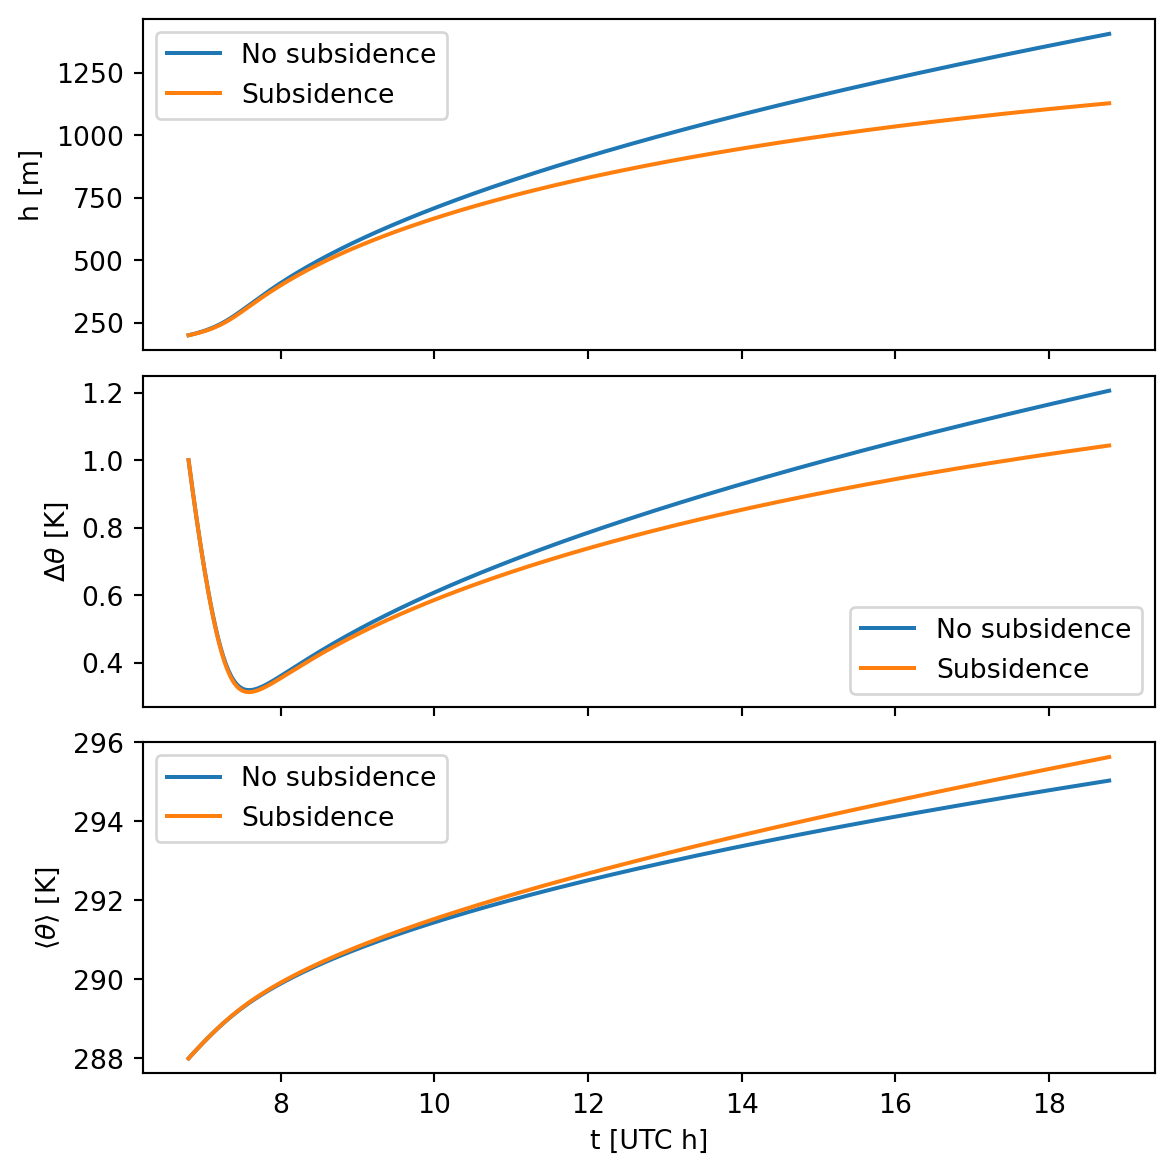 1250
1000
750
500
250
h [m]
No subsidence
Subsidence
1.2
1.0
0.8
0.6
0.4
Δθ [K]
No subsidence
Subsidence
296
294
292
290
288
⟨θ⟩ [K]
No subsidence
Subsidence
8 10 12 14 16 18
t [UTC h]